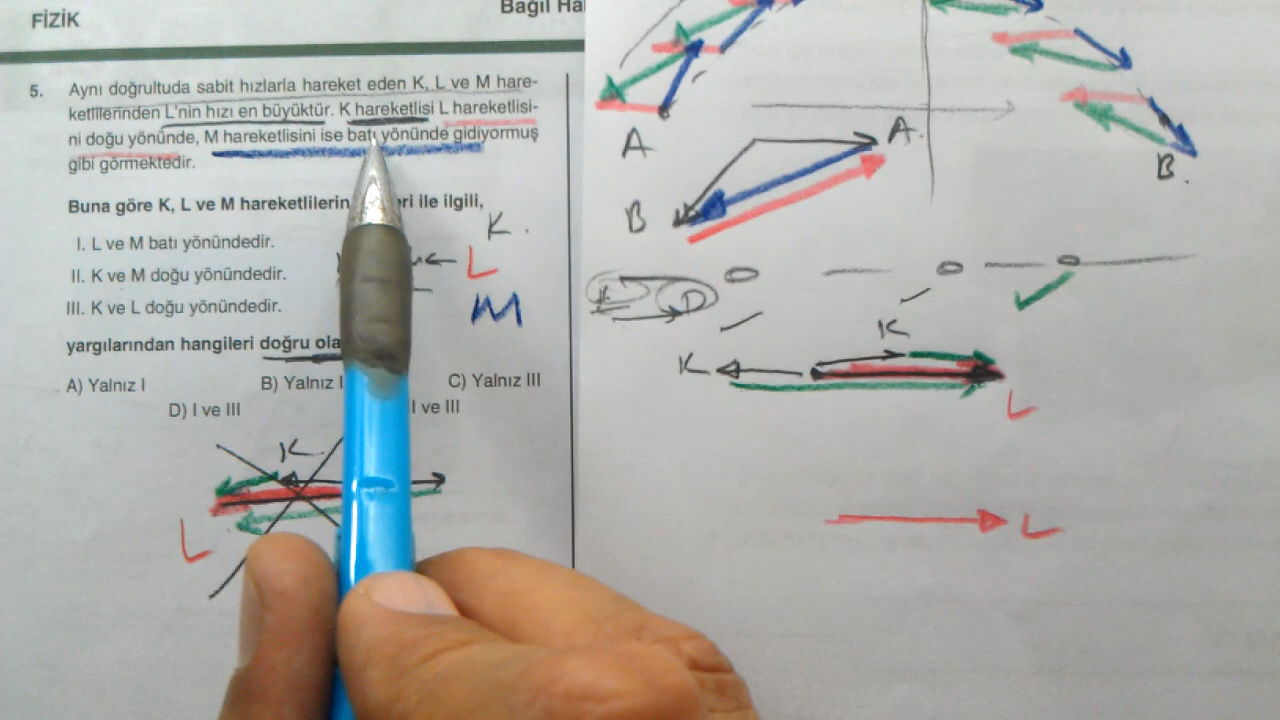 FİZİK
Bağıl Ha
5. Aynı doğrultuda sabit hızlarla hareket eden K, L ve M hare-
ketlilerinden L'nin hızı en büyüktür. K hareketlisi L hareketlisi-
ni doğu yönünde, M hareketlisini ise batı yönünde gidiyormuş
gibi görmektedir.
Buna göre K, L ve M hareketlilerin ile ilgili,
I. L ve M batı yönündedir.
II. K ve M doğu yönündedir.
III. K ve L doğu yönündedir.
yargılarından hangileri doğru ola
A) Yalnız I
B) Yalnız I
C) Yalnız III
D) I ve III
I ve III
K.
L
M
K
L
A
A.
B
B.
D
K
K
L
L